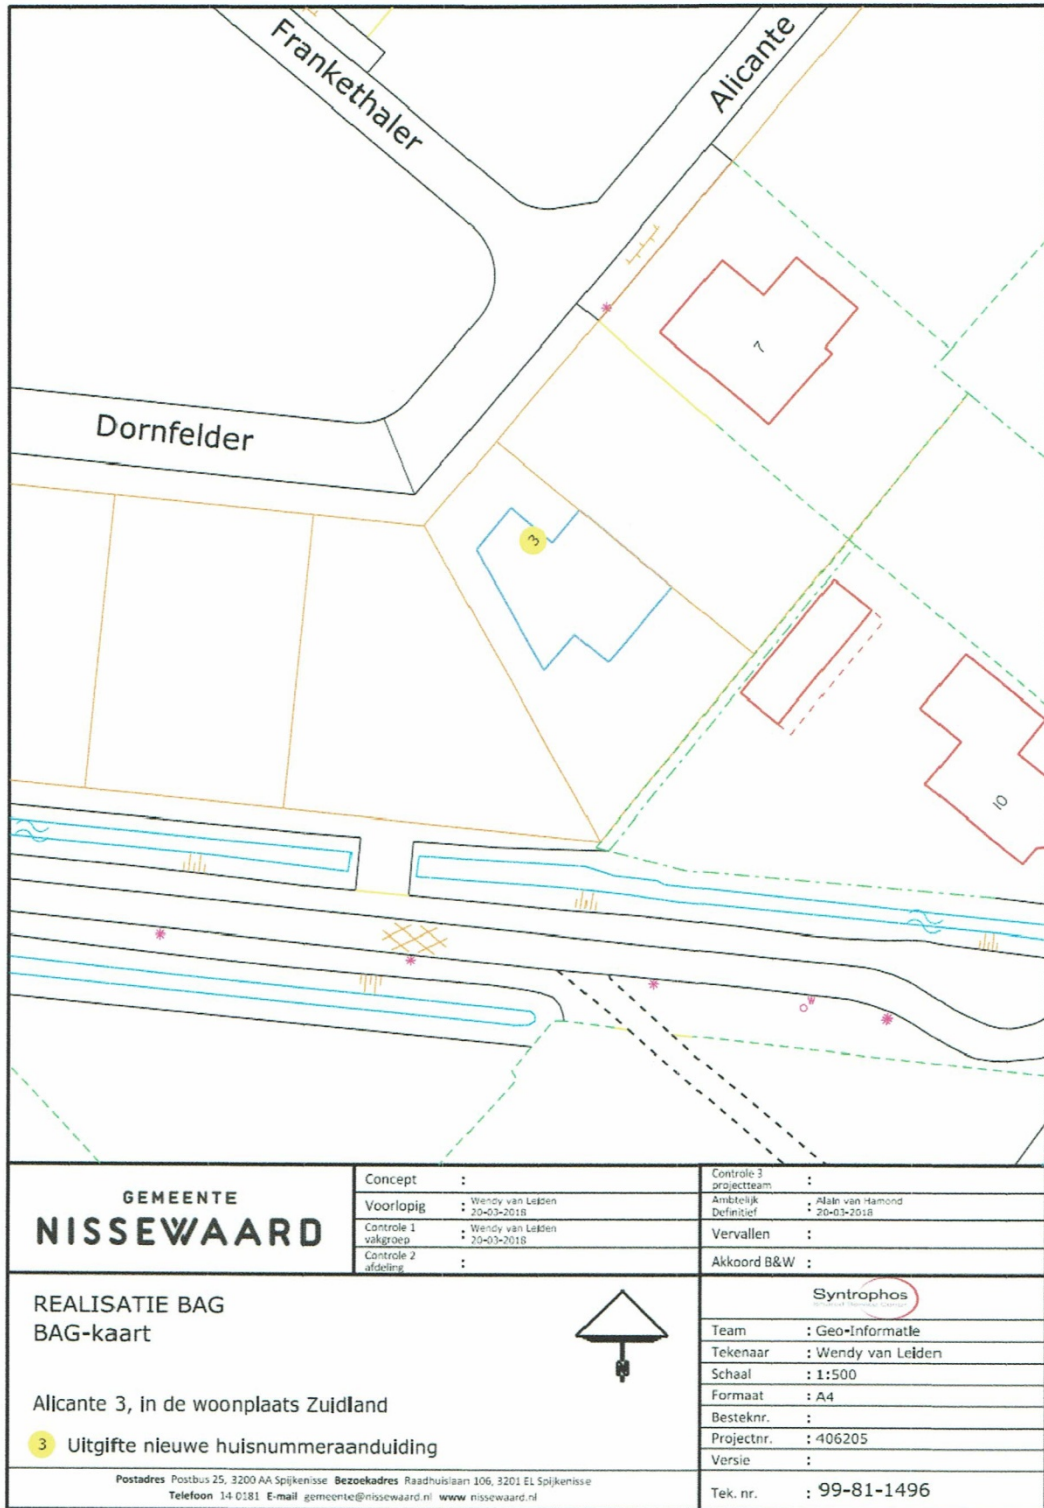 Frankethaler
Alicante
7
Dornfelder
3
10
GEMEENTE
NISSEWAARD
Concept :
Voorlopig : Wendy van Leiden
20-03-2018
Controle 1
vakgroep : Wendy van Leiden
20-03-2018
Controle 2
afdeling :
Controle 3
projectteam :
Ambtelijk
Definitief : Alain van Hamond
20-03-2018
Vervallen :
Akkoord B&W :
REALISATIE BAG
BAG-kaart
Alicante 3, in de woonplaats Zuidland
3 Uitgifte nieuwe huisnummeraanduiding
Postadres Postbus 25, 3200 AA Spijkenisse Bezoekadres Raadhuislaan 106, 3201 EL Spijkenisse
Telefoon 14 0181 E-mail gemeente@nissewaard.nl www nissewaard.nl
Syntrophos
Team : Geo-Informatie
Tekenaar : Wendy van Leiden
Schaal : 1:500
Formaat : A4
Besteknr. :
Projectnr. : 406205
Versie :
Tek. nr. : 99-81-1496